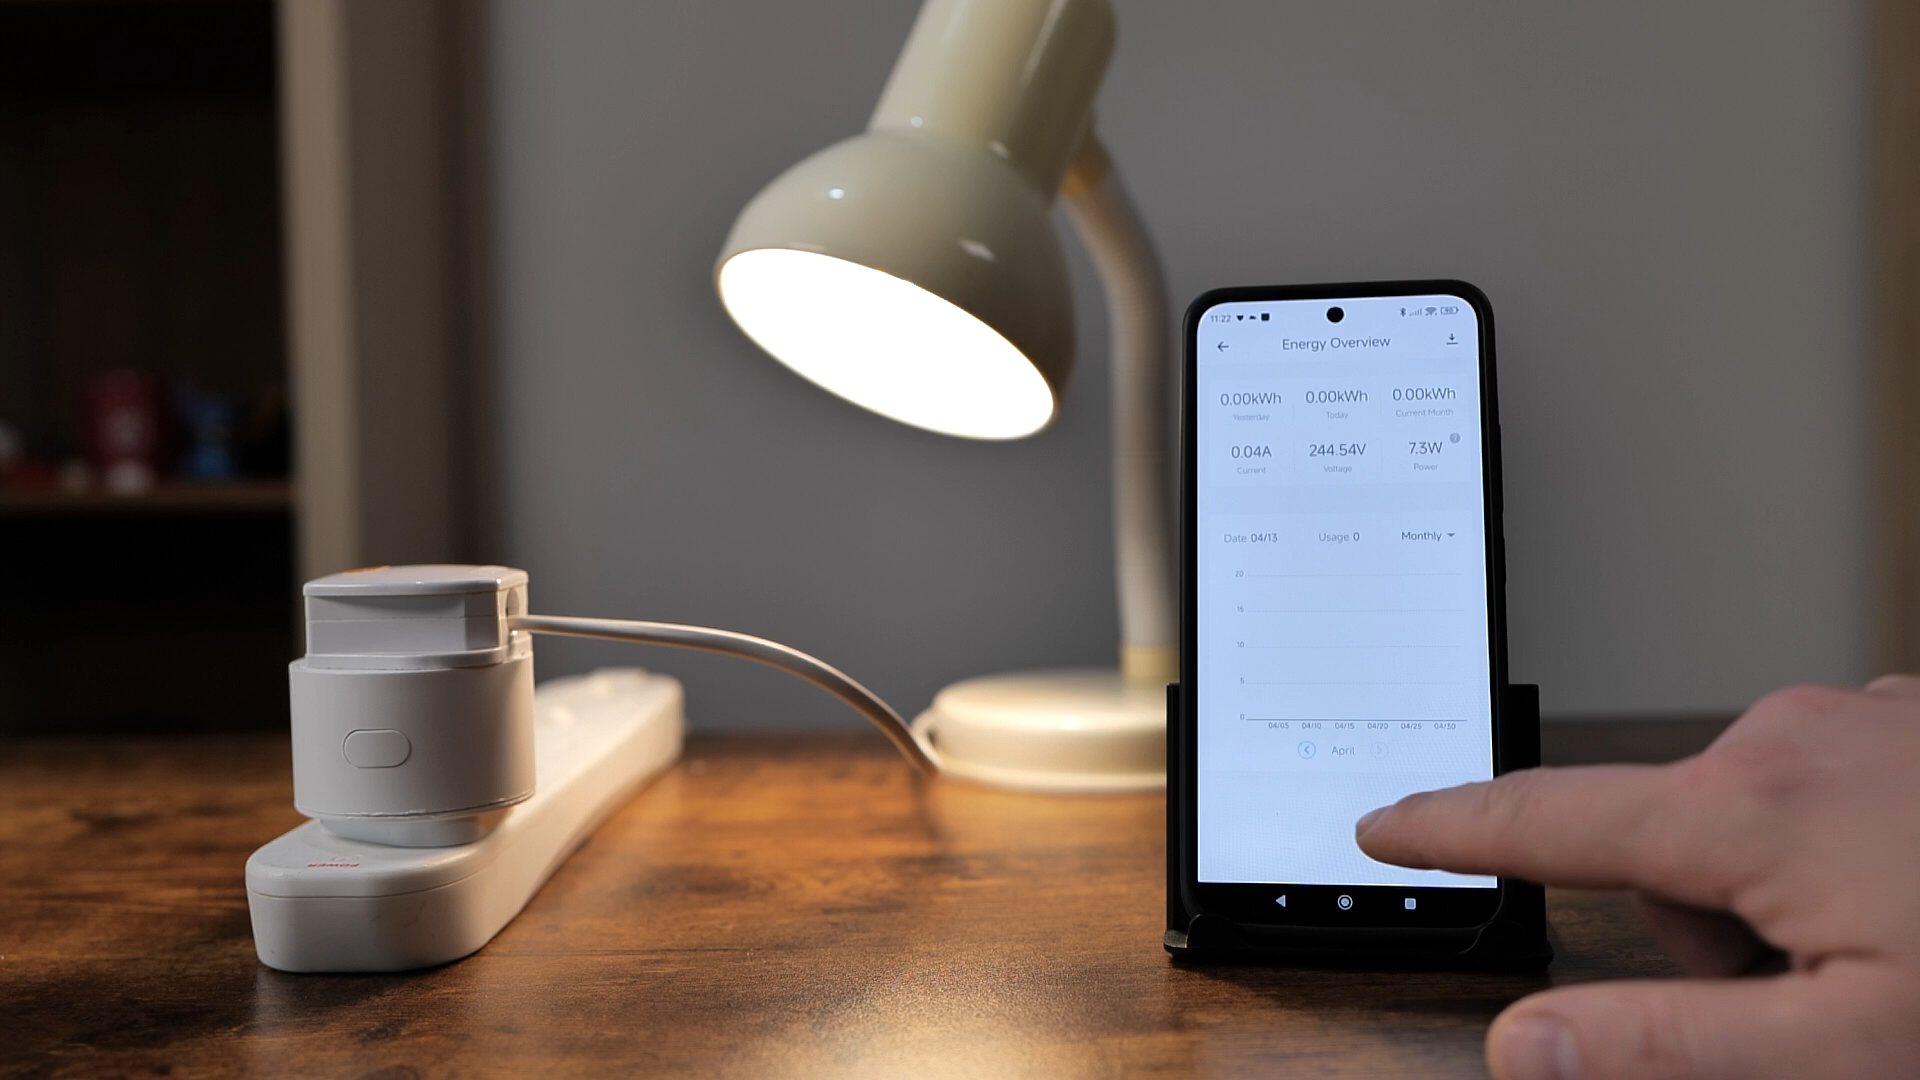 11:22
Energy Overview
0.00kWh 0.00kWh 0.00kWh
Yesterday Today Current Month
0.04A 244.54V 7.3W
Current Voltage Power
Date 04/13 Usage 0 Monthly
20
15
10
5
0
04/05 04/10 04/15 04/20 04/25 04/30
April
POWER